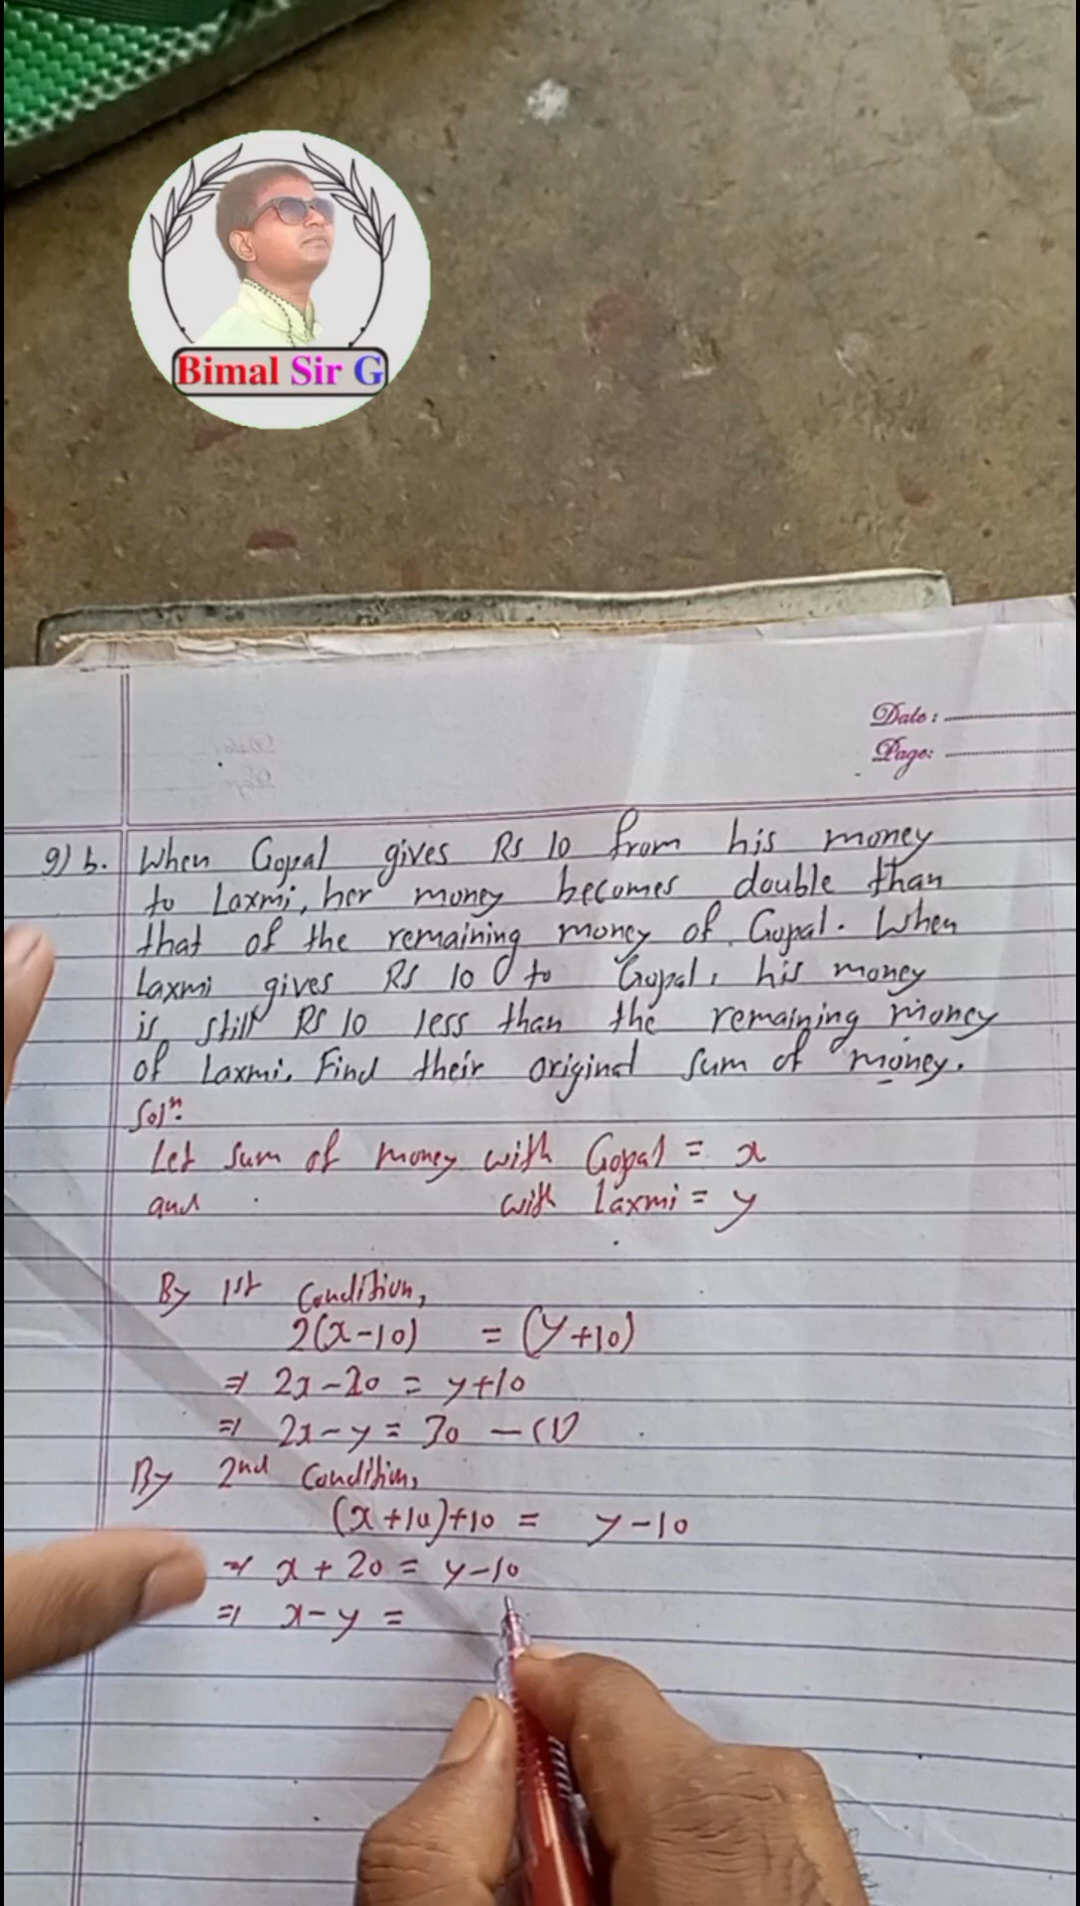 Bimal Sir G
Date:
Page:
9) b. When Gopal gives Rs 10 from his money
to Laxmi, her money becomes double than
that of the remaining money of Gopal. When
Laxmi gives Rs 10 to Gopal, his money
is still Rs 10 less than the remaining money
of Laxmi. Find their original sum of money.
Solⁿ:
Let sum of money with Gopal = x
and with Laxmi = y
By 1st Condition,
2(x-10) = (y+10)
⇒ 2x-20 = y+10
⇒ 2x-y = 30 - (1)
By 2nd Condition,
(x+10)+10 = y-10
⇒ x + 20 = y-10
⇒ x-y =